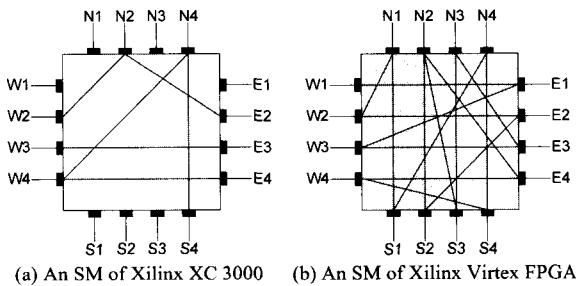 N1 N2 N3 N4 N1 N2 N3 N4
W1 E1 W1 E1
W2 E2 W2 E2
W3 E3 W3 E3
W4 E4 W4 E4
S1 S2 S3 S4 S1 S2 S3 S4
(a) An SM of Xilinx XC 3000 (b) An SM of Xilinx Virtex FPGA